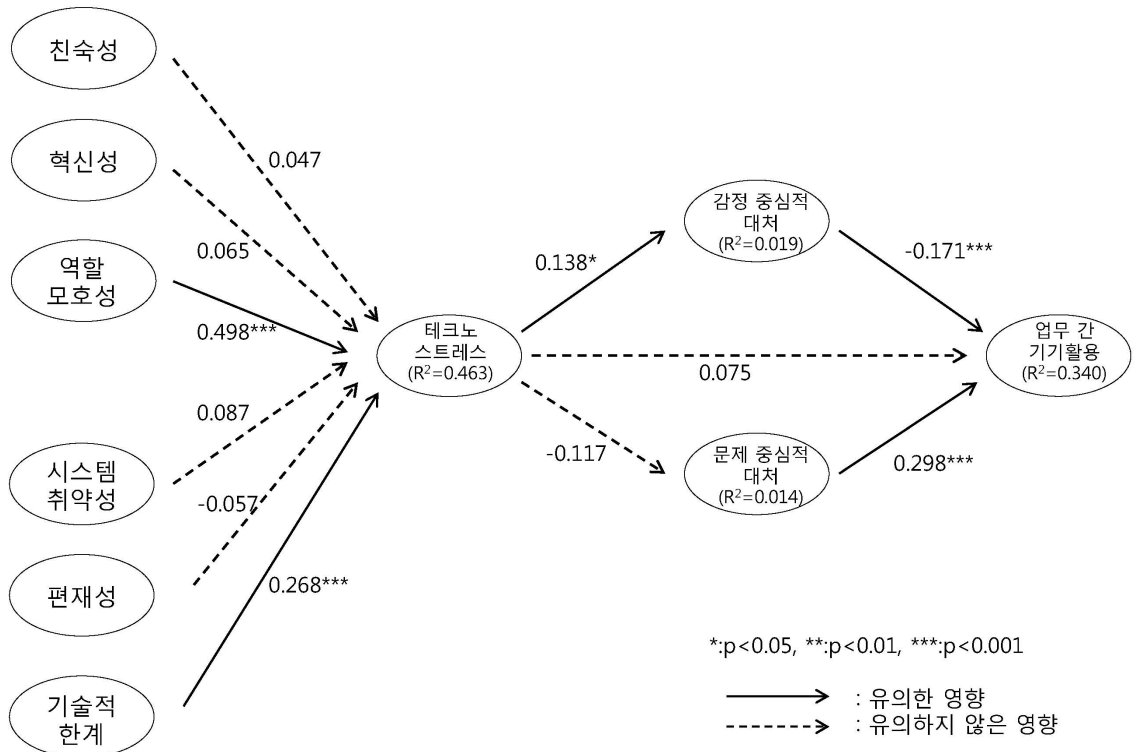 친숙성
혁신성
0.047
0.065
역할
모호성
0.498***
감정 중심적
대처
(R²=0.019)
0.138*
-0.171***
테크노
스트레스
(R²=0.463)
업무 간
기기활용
(R²=0.340)
0.075
0.087
시스템
취약성
-0.117
문제 중심적
대처
(R²=0.014)
0.298***
-0.057
편재성
0.268***
기술적
한계
*:p<0.05, **:p<0.01, ***:p<0.001
: 유의한 영향
: 유의하지 않은 영향